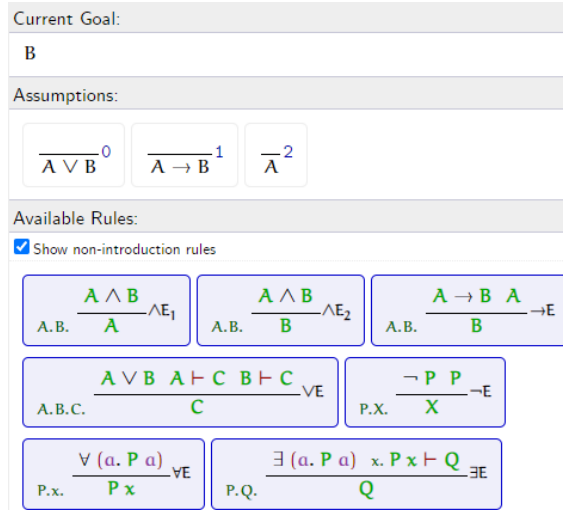 Current Goal:
B
Assumptions:
A ∨ B 0 A → B 1 A 2
Available Rules:
Show non-introduction rules
A.B. A ∧ B A ∧E₁
A.B. A ∧ B B ∧E₂
A.B. A → B A B →E
A.B.C. A ∨ B A ⊢ C B ⊢ C C ∨E
P.X. ¬ P P X ¬E
P.x. ∀ (a. P a) P x ∀E
P.Q. ∃ (a. P a) x. P x ⊢ Q Q ∃E